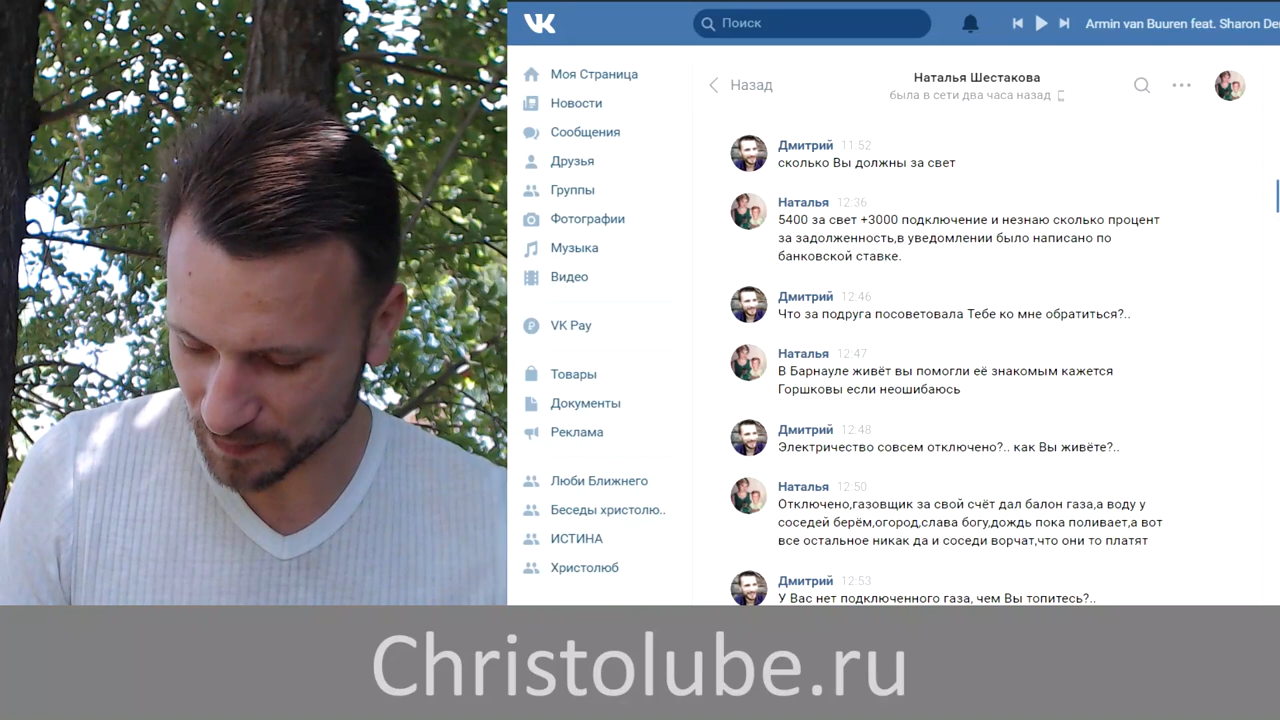 Поиск
Armin van Buuren feat. Sharon De
Моя Страница
Новости
Сообщения
Друзья
Группы
Фотографии
Музыка
Видео
VK Pay
Товары
Документы
Реклама
Люби Ближнего
Беседы христолю..
ИСТИНА
Христолюб
Назад
Наталья Шестакова
была в сети два часа назад
Дмитрий 11:52
сколько Вы должны за свет
Наталья 12:36
5400 за свет +3000 подключение и незнаю сколько процент
за задолженность,в уведомлении было написано по
банковской ставке.
Дмитрий 12:46
Что за подруга посоветовала Тебе ко мне обратиться?..
Наталья 12:47
В Барнауле живёт вы помогли её знакомым кажется
Горшковы если неошибаюсь
Дмитрий 12:48
Электричество совсем отключено?.. как Вы живёте?..
Наталья 12:50
Отключено,газовщик за свой счёт дал балон газа,а воду у
соседей берём,огород,слава богу,дождь пока поливает,а вот
все остальное никак да и соседи ворчат,что они то платят
Дмитрий 12:53
У Вас нет подключенного газа, чем Вы топитесь?..
Christolube.ru